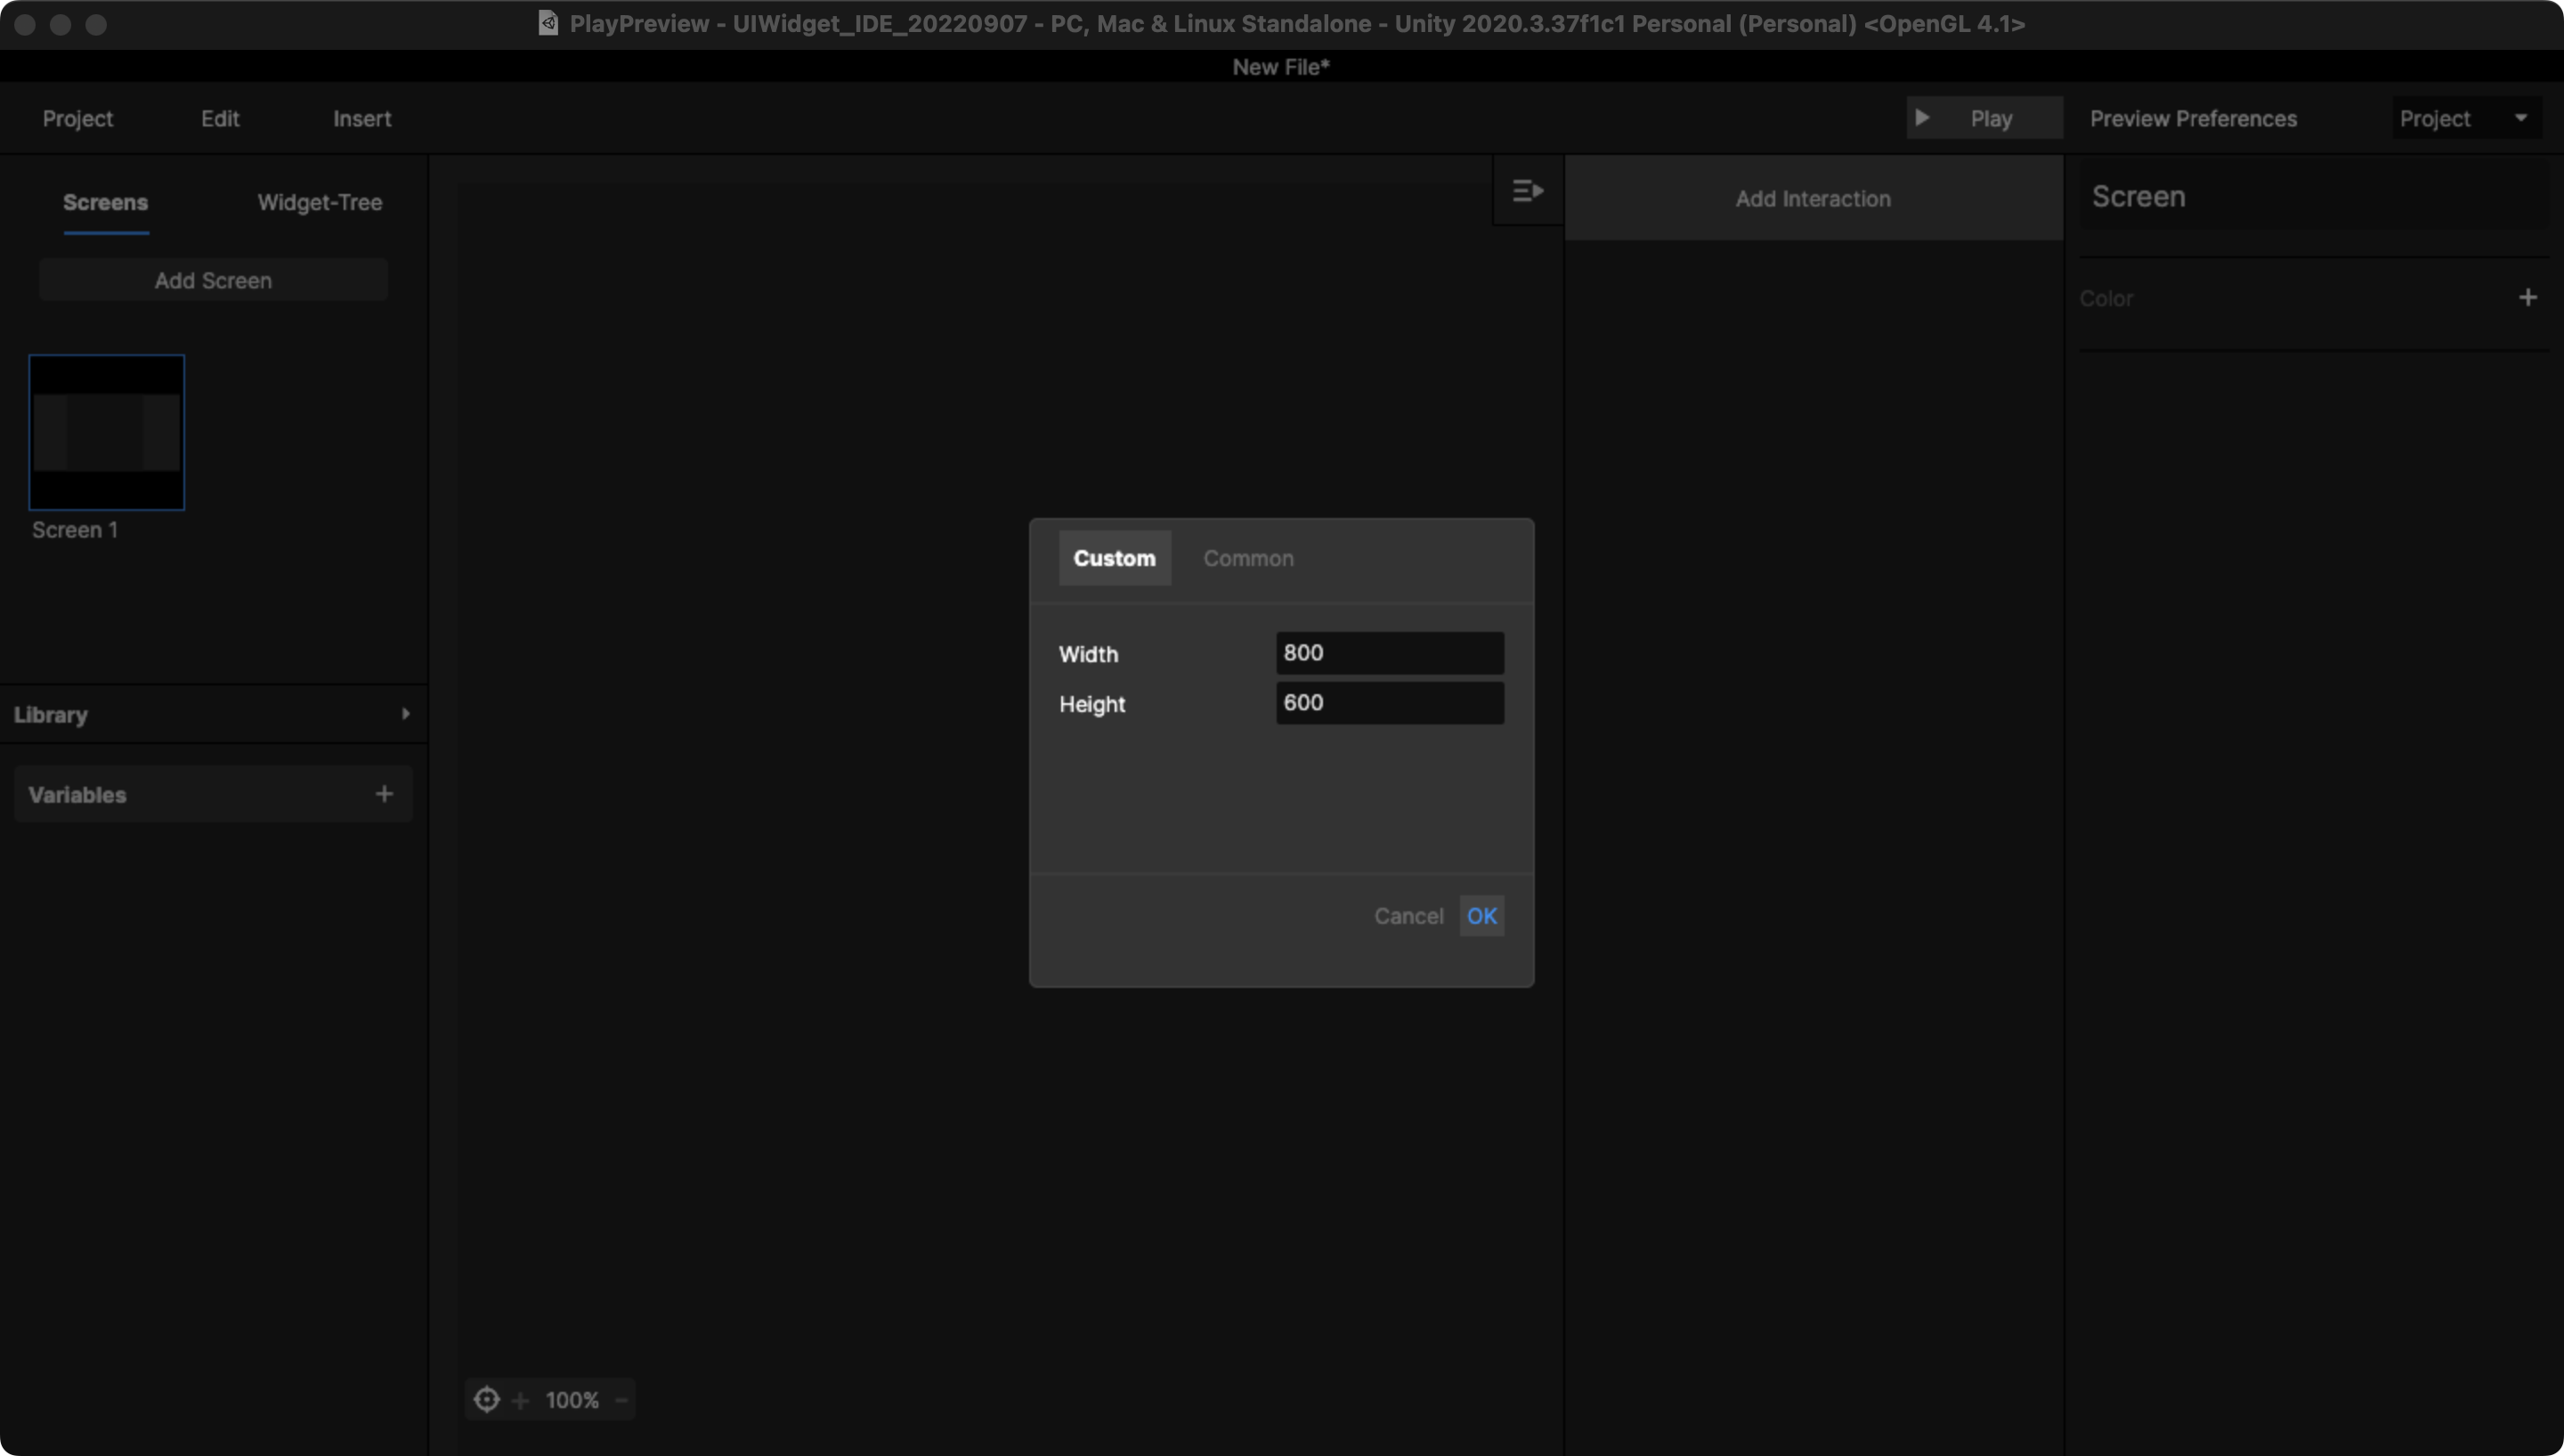 PlayPreview - UIWidget_IDE_20220907 - PC, Mac & Linux Standalone - Unity 2020.3.37f1c1 Personal (Personal) <OpenGL 4.1>
New File*
Project Edit Insert Play Preview Preferences Project
Screens Widget-Tree Add Interaction Screen
Add Screen
Color
Screen 1
Custom Common
Width 800
Height 600
Library
Variables
Cancel OK
100%